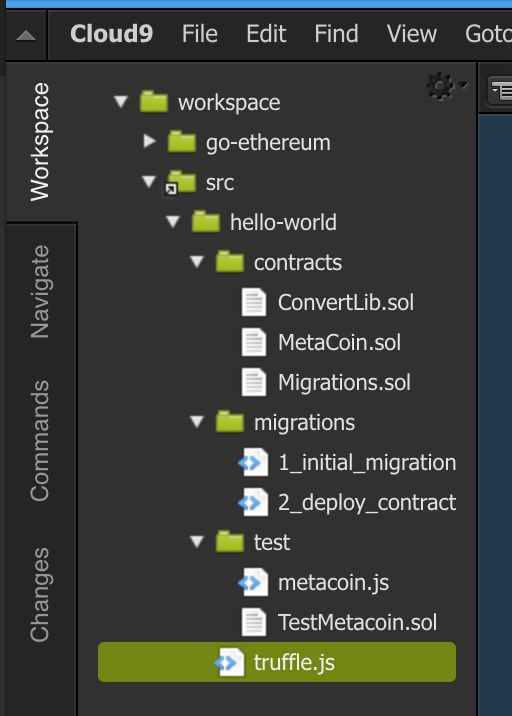 Cloud9 File Edit Find View Goto
Workspace
Navigate
Commands
Changes
workspace
go-ethereum
src
hello-world
contracts
ConvertLib.sol
MetaCoin.sol
Migrations.sol
migrations
1_initial_migration
2_deploy_contract
test
metacoin.js
TestMetacoin.sol
truffle.js